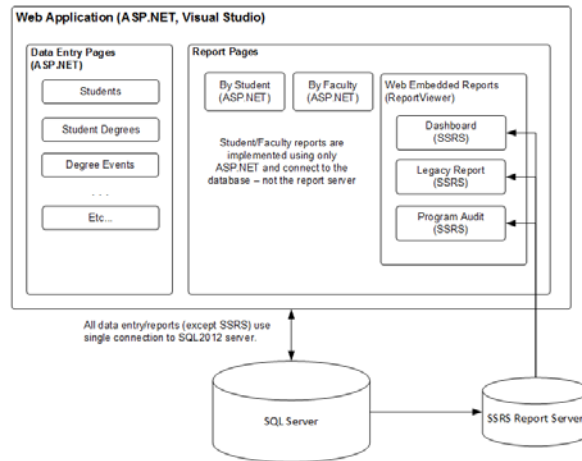 Web Application (ASP.NET, Visual Studio)
Data Entry Pages
(ASP.NET)
Students
Student Degrees
Degree Events
. . .
Etc...
Report Pages
By Student
(ASP.NET)
By Faculty
(ASP.NET)
Student/Faculty reports are
implemented using only
ASP.NET and connect to the
database – not the report server
Web Embedded Reports
(ReportViewer)
Dashboard
(SSRS)
Legacy Report
(SSRS)
Program Audit
(SSRS)
All data entry/reports (except SSRS) use
single connection to SQL2012 server.
SQL Server
SSRS Report Server